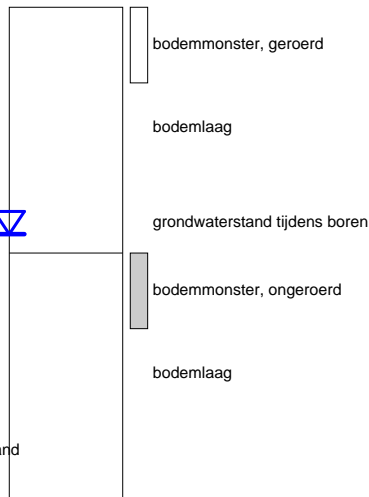 bodemmonster, geroerd
bodemlaag
grondwaterstand tijdens boren
bodemmonster, ongeroerd
bodemlaag